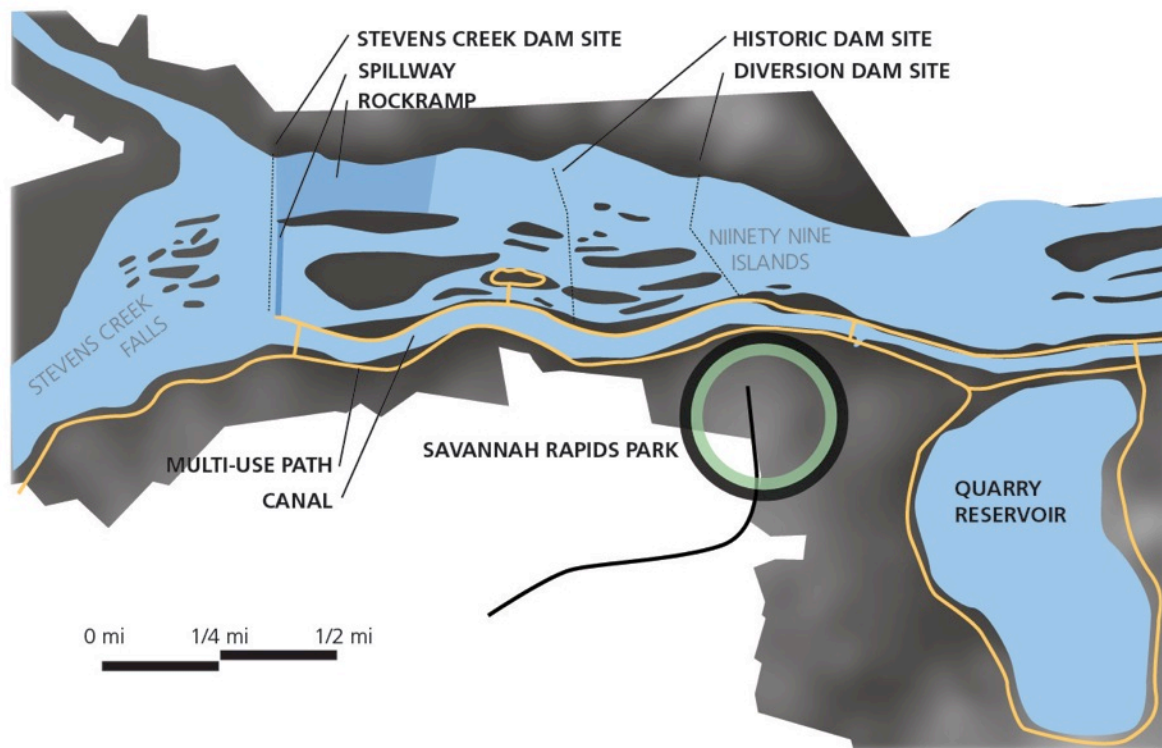 STEVENS CREEK DAM SITE
SPILLWAY
ROCKRAMP
HISTORIC DAM SITE
DIVERSION DAM SITE
NIINETY NINE
ISLANDS
STEVENS CREEK
FALLS
MULTI-USE PATH
CANAL
SAVANNAH RAPIDS PARK
QUARRY
RESERVOIR
0 mi
1/4 mi
1/2 mi